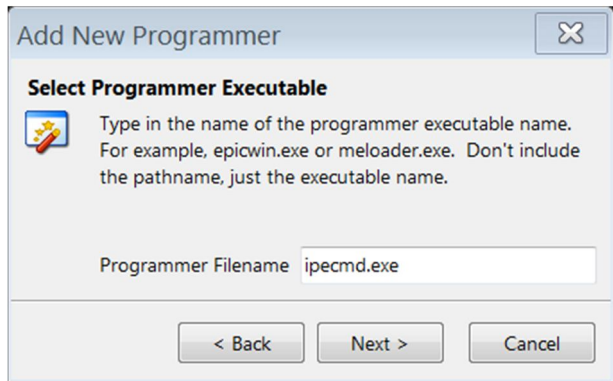 Add New Programmer
Select Programmer Executable
Type in the name of the programmer executable name.
For example, epicwin.exe or meloader.exe.  Don't include
the pathname, just the executable name.
Programmer Filename ipecmd.exe
< Back Next > Cancel